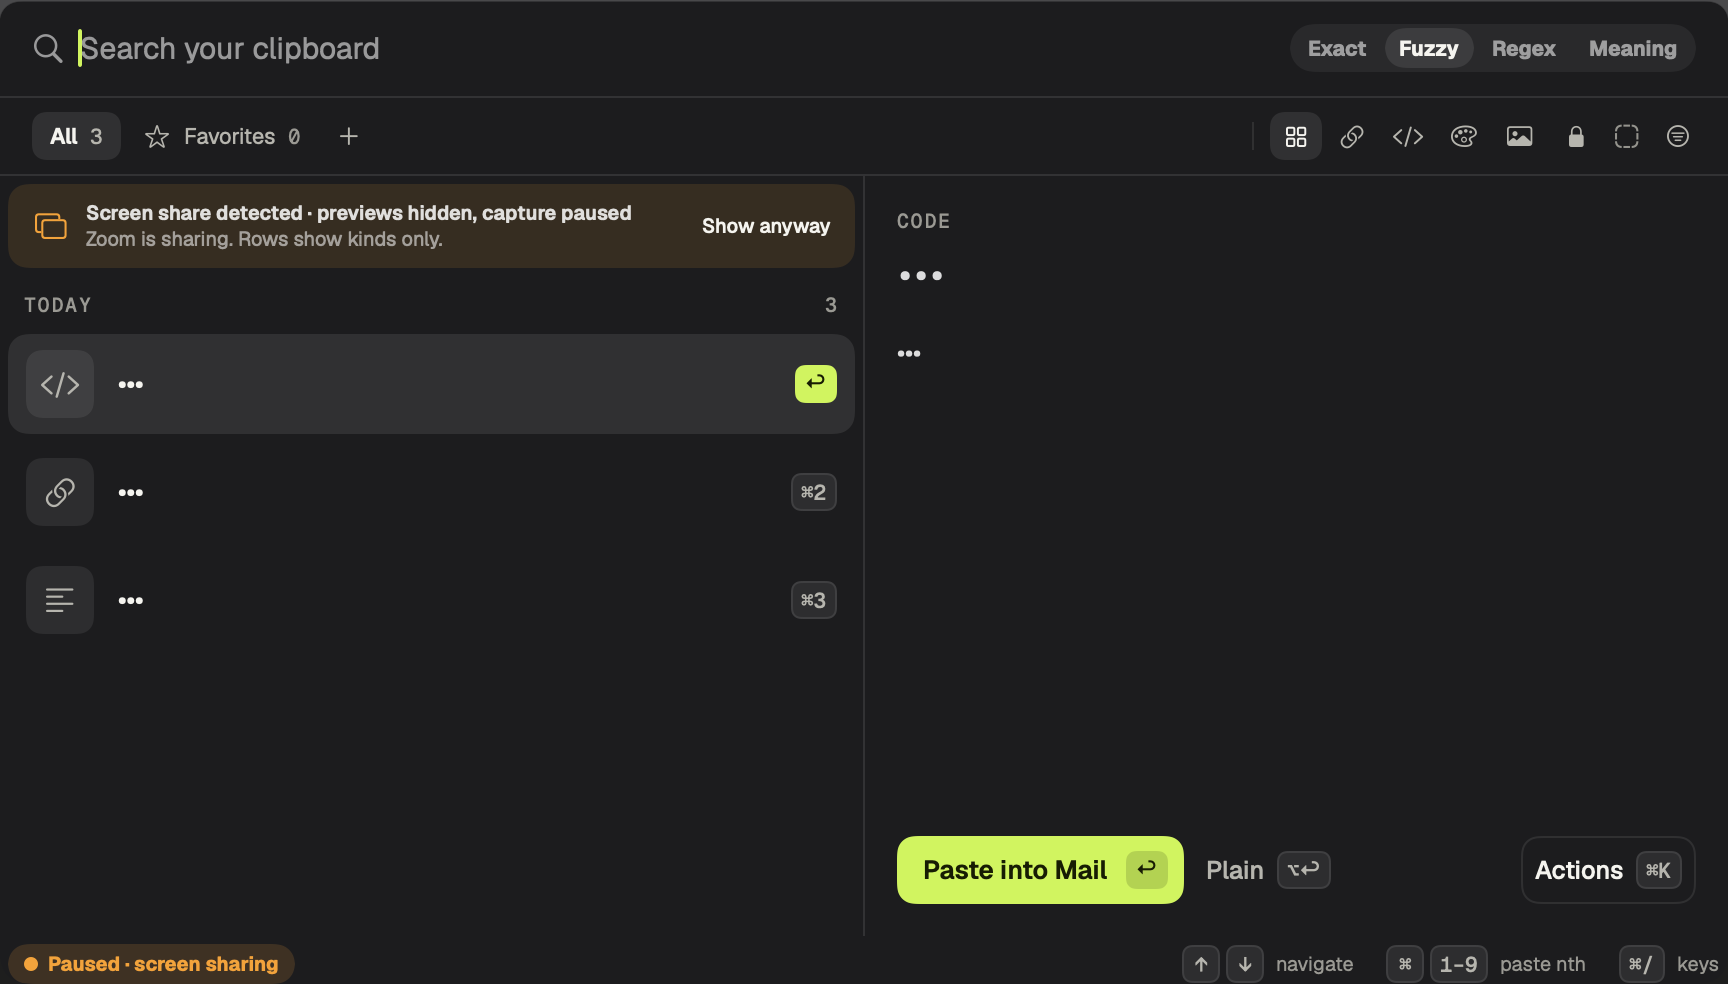 Search your clipboard
Exact Fuzzy Regex Meaning
All 3 Favorites 0 +
Screen share detected · previews hidden, capture paused
Zoom is sharing. Rows show kinds only.
Show anyway
TODAY 3
</> •••
••• ⌘2
••• ⌘3
CODE
•••
•••
Paste into Mail ↩ Plain ⌥↩ Actions ⌘K
Paused · screen sharing
↑ ↓ navigate ⌘ 1–9 paste nth ⌘/ keys